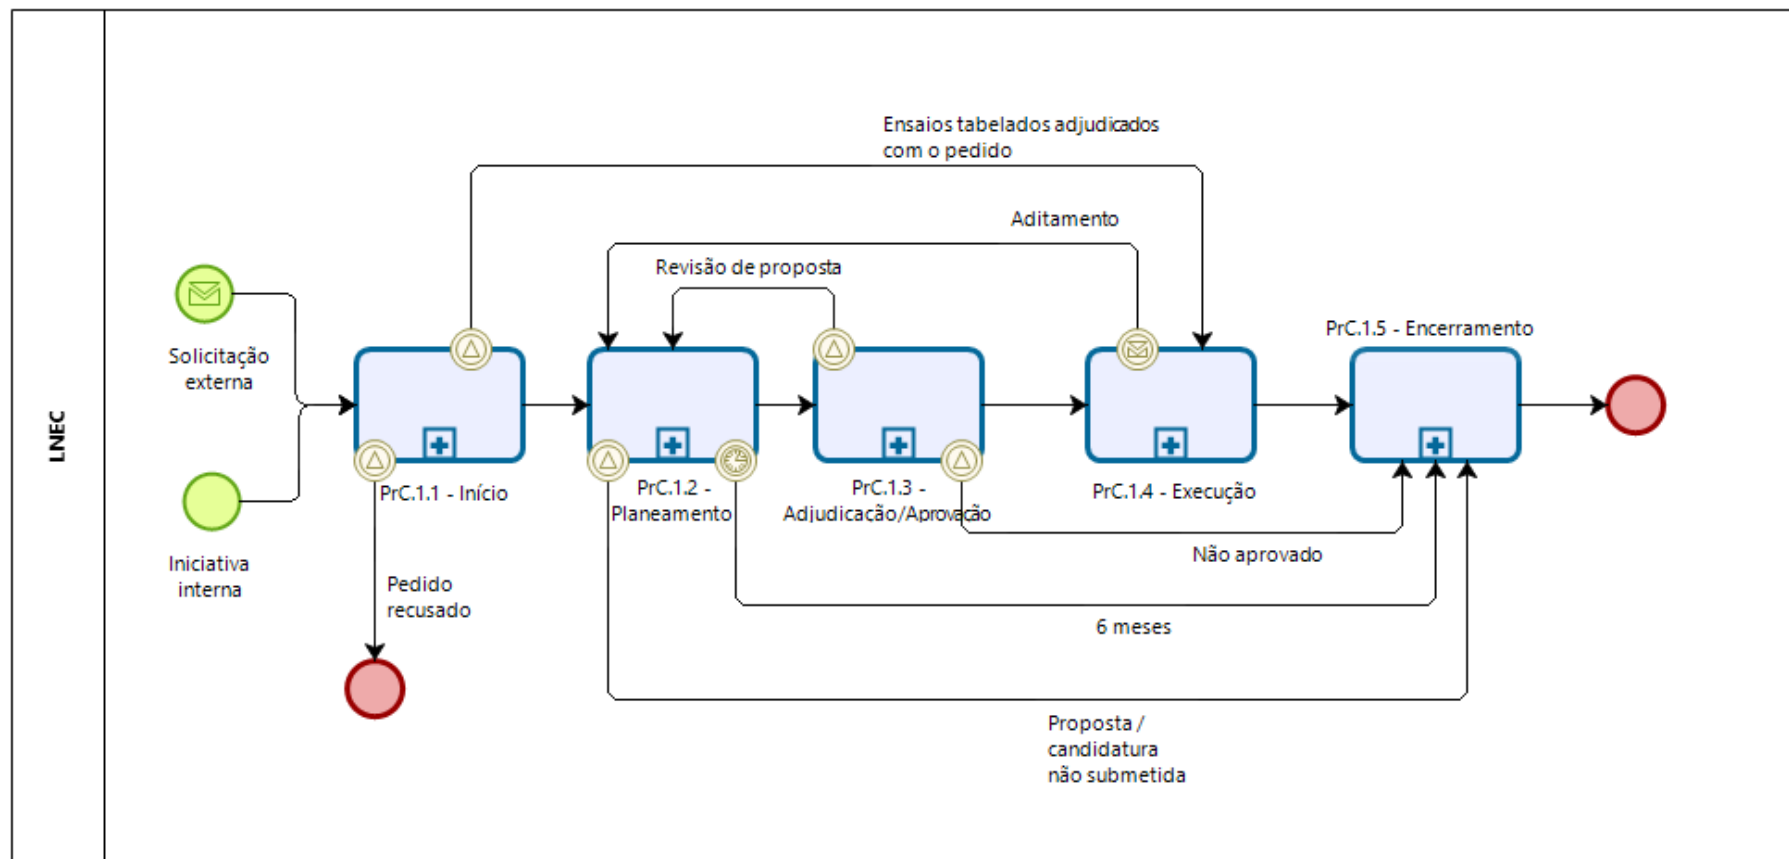 LNEC
Ensaios tabelados adjudicados
com o pedido
Aditamento
Revisão de proposta
Solicitação
externa
PrC.1.5 - Encerramento
PrC.1.1 - Início
PrC.1.2 -
Planeamento
PrC.1.3 -
Adjudicação/Aprovação
PrC.1.4 - Execução
Iniciativa
interna
Não aprovado
Pedido
recusado
6 meses
Proposta /
candidatura
não submetida